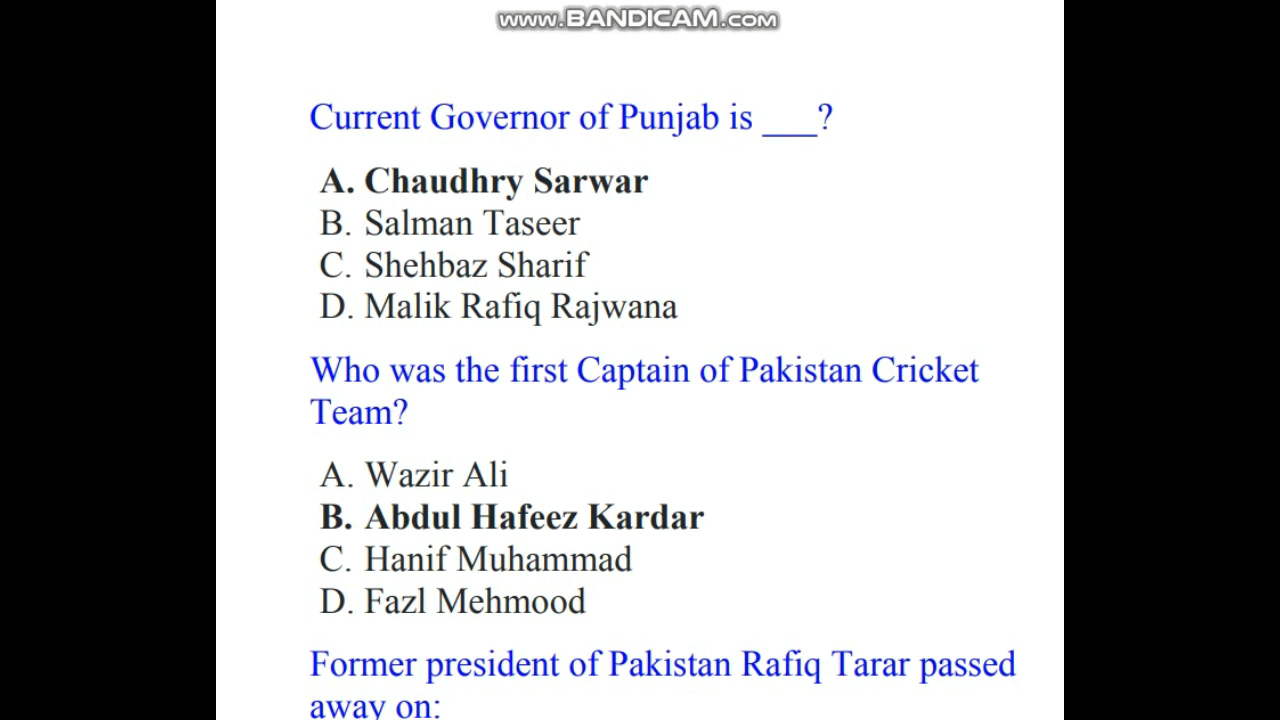 www.BANDICAM.com
Current Governor of Punjab is ___?
A. Chaudhry Sarwar
B. Salman Taseer
C. Shehbaz Sharif
D. Malik Rafiq Rajwana
Who was the first Captain of Pakistan Cricket
Team?
A. Wazir Ali
B. Abdul Hafeez Kardar
C. Hanif Muhammad
D. Fazl Mehmood
Former president of Pakistan Rafiq Tarar passed
away on: